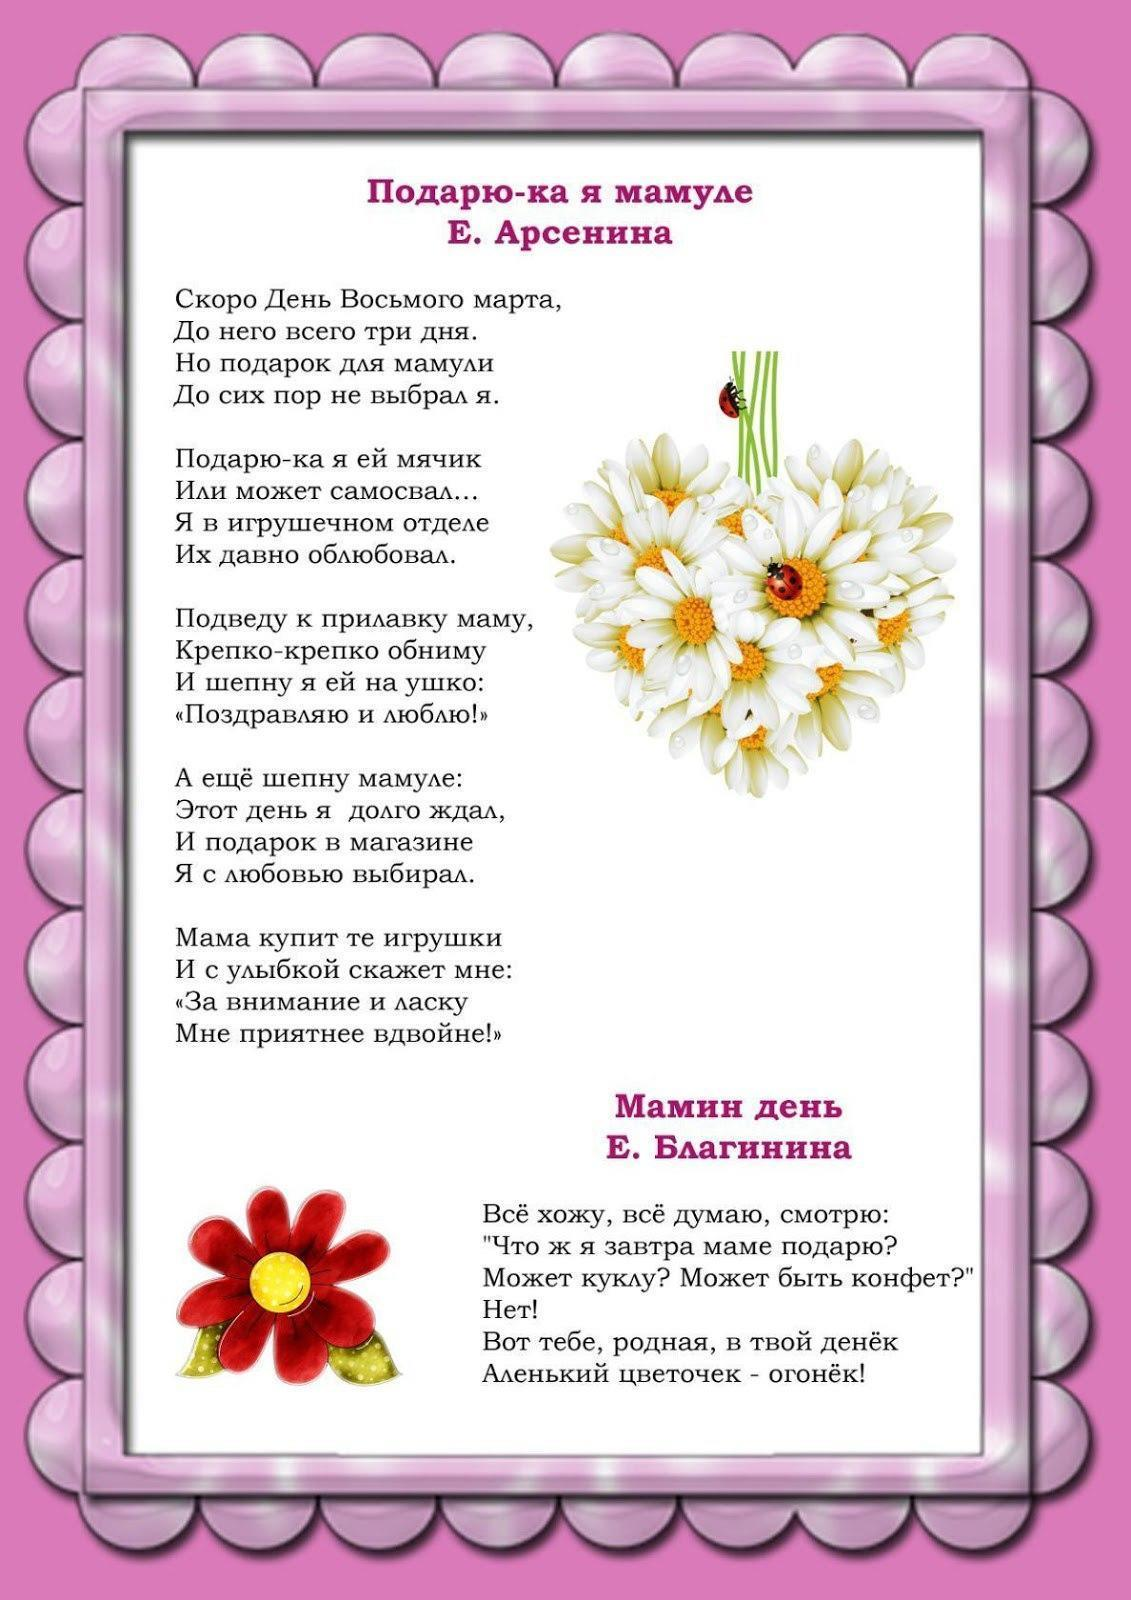 Подарю-ка я мамуле
Е. Арсенина
Скоро День Восьмого марта,
До него всего три дня.
Но подарок для мамули
До сих пор не выбрал я.
Подарю-ка я ей мячик
Или может самосвал...
Я в игрушечном отделе
Их давно облюбовал.
Подведу к прилавку маму,
Крепко-крепко обниму
И шепну я ей на ушко:
«Поздравляю и люблю!»
А ещё шепну мамуле:
Этот день я  долго ждал,
И подарок в магазине
Я с любовью выбирал.
Мама купит те игрушки
И с улыбкой скажет мне:
«За внимание и ласку
Мне приятнее вдвойне!»
Мамин день
Е. Благинина
Всё хожу, всё думаю, смотрю:
"Что ж я завтра маме подарю?
Может куклу? Может быть конфет?"
Нет!
Вот тебе, родная, в твой денёк
Аленький цветочек - огонёк!